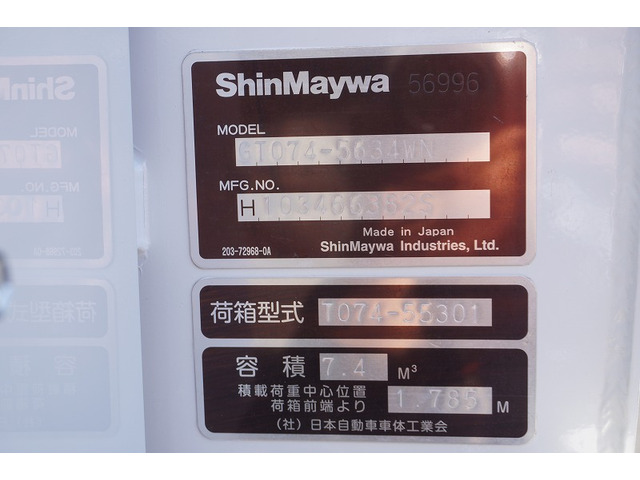 ShinMaywa 56996
MODEL
GT074-5634WN
MFG.NO.
H
Made in Japan
203-72968-0A ShinMaywa Industries, Ltd.
荷箱型式 T074-56301
容積 7.4 M³
積載荷重中心位置
荷箱前端より 1.785 M
(社)日本自動車車体工業会